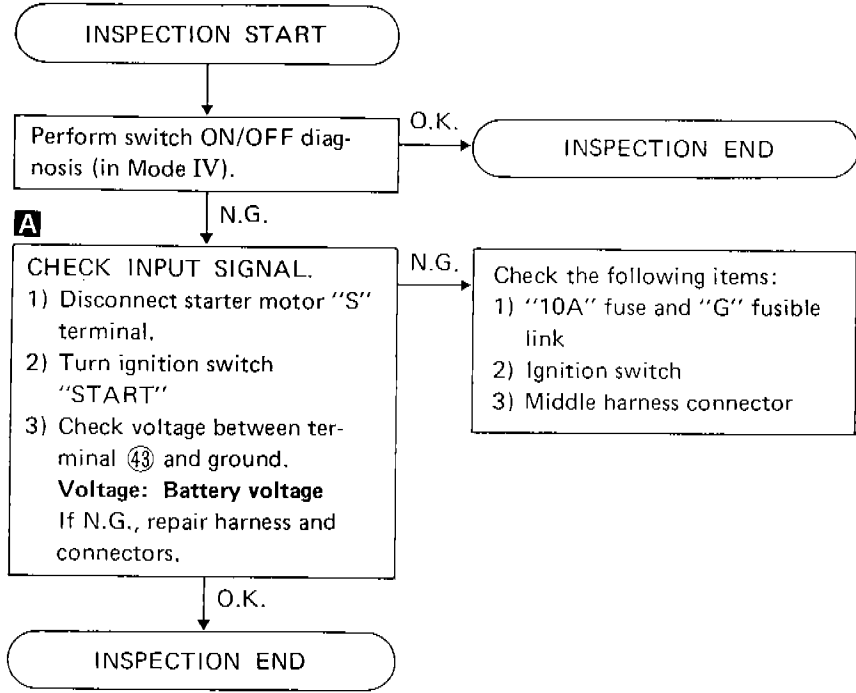 INSPECTION START
Perform switch ON/OFF diag-
nosis (in Mode IV).
O.K.
INSPECTION END
N.G.
A
CHECK INPUT SIGNAL.
1) Disconnect starter motor "S"
terminal.
2) Turn ignition switch
"START"
3) Check voltage between ter-
minal ㊸ and ground.
Voltage: Battery voltage
If N.G., repair harness and
connectors.
N.G.
Check the following items:
1) "10A" fuse and "G" fusible
link
2) Ignition switch
3) Middle harness connector
O.K.
INSPECTION END